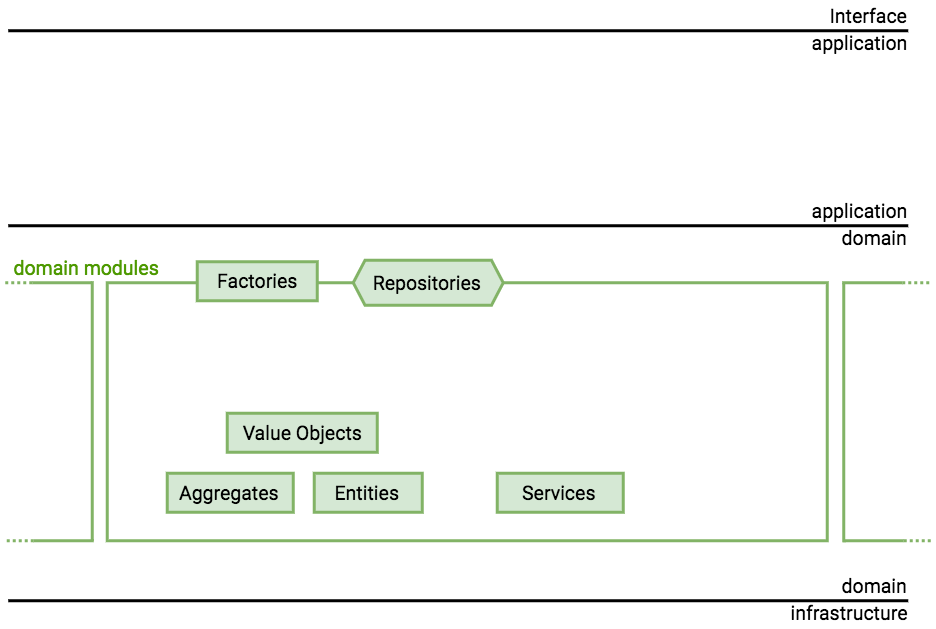 Interface
application
application
domain
domain modules
Factories
Repositories
Value Objects
Aggregates
Entities
Services
domain
infrastructure